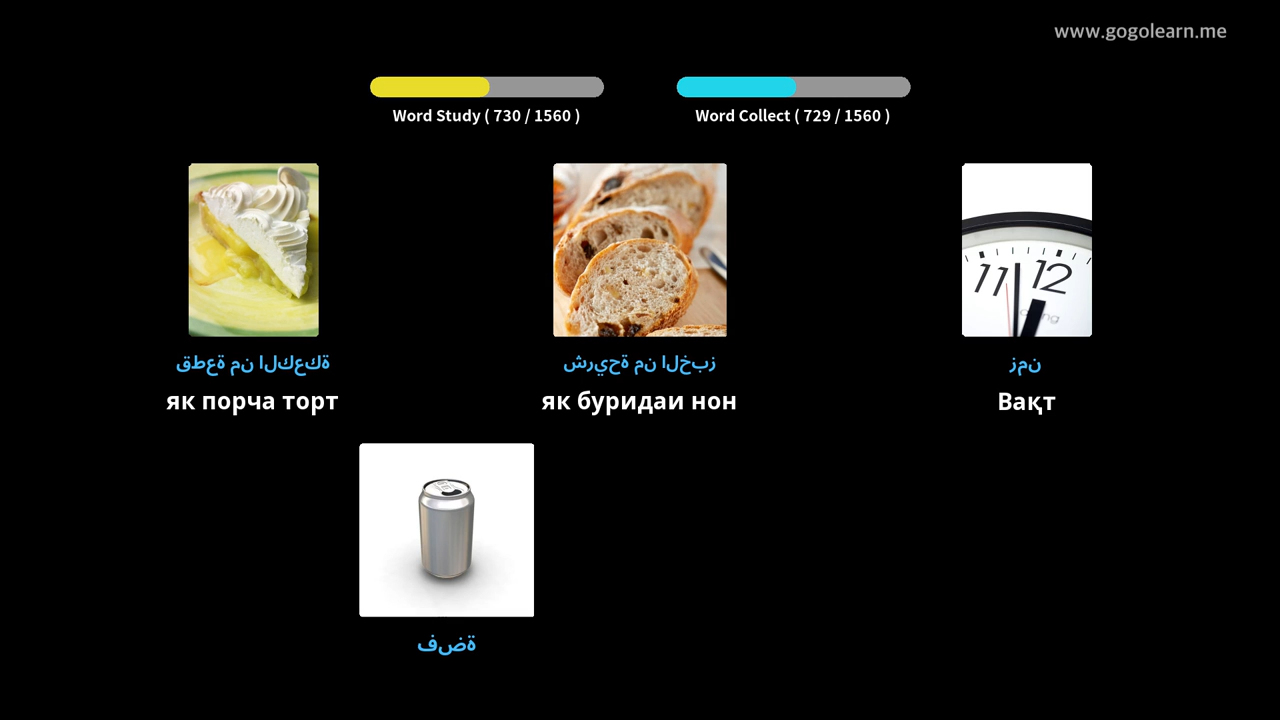 www.gogolearn.me
Word Study ( 730 / 1560 )
Word Collect ( 729 / 1560 )
قطعة من الكعكة
як порча торт
شريحة من الخبز
як буридаи нон
زمن
Вақт
فضة